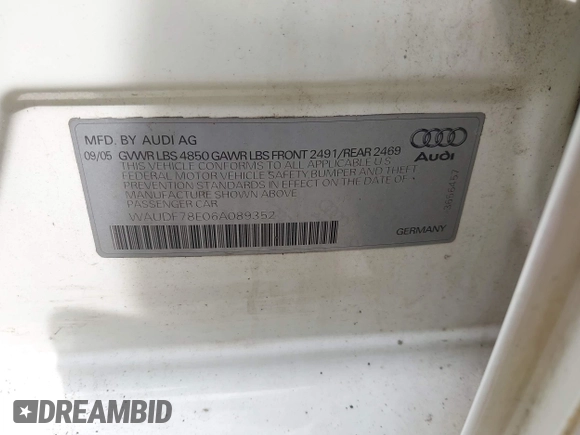 MFD. BY AUDI AG
09/05 GVWR LBS 4850 GAWR LBS FRONT 2491/REAR 2469
THIS VEHICLE CONFORMS TO ALL APPLICABLE U.S.
FEDERAL MOTOR VEHICLE SAFETY BUMPER AND THEFT
PREVENTION STANDARDS IN EFFECT ON THE DATE OF
MANUFACTURE SHOWN ABOVE
PASSENGER CAR
WAUDF78E06A089352
Audi
GERMANY
DREAMBID